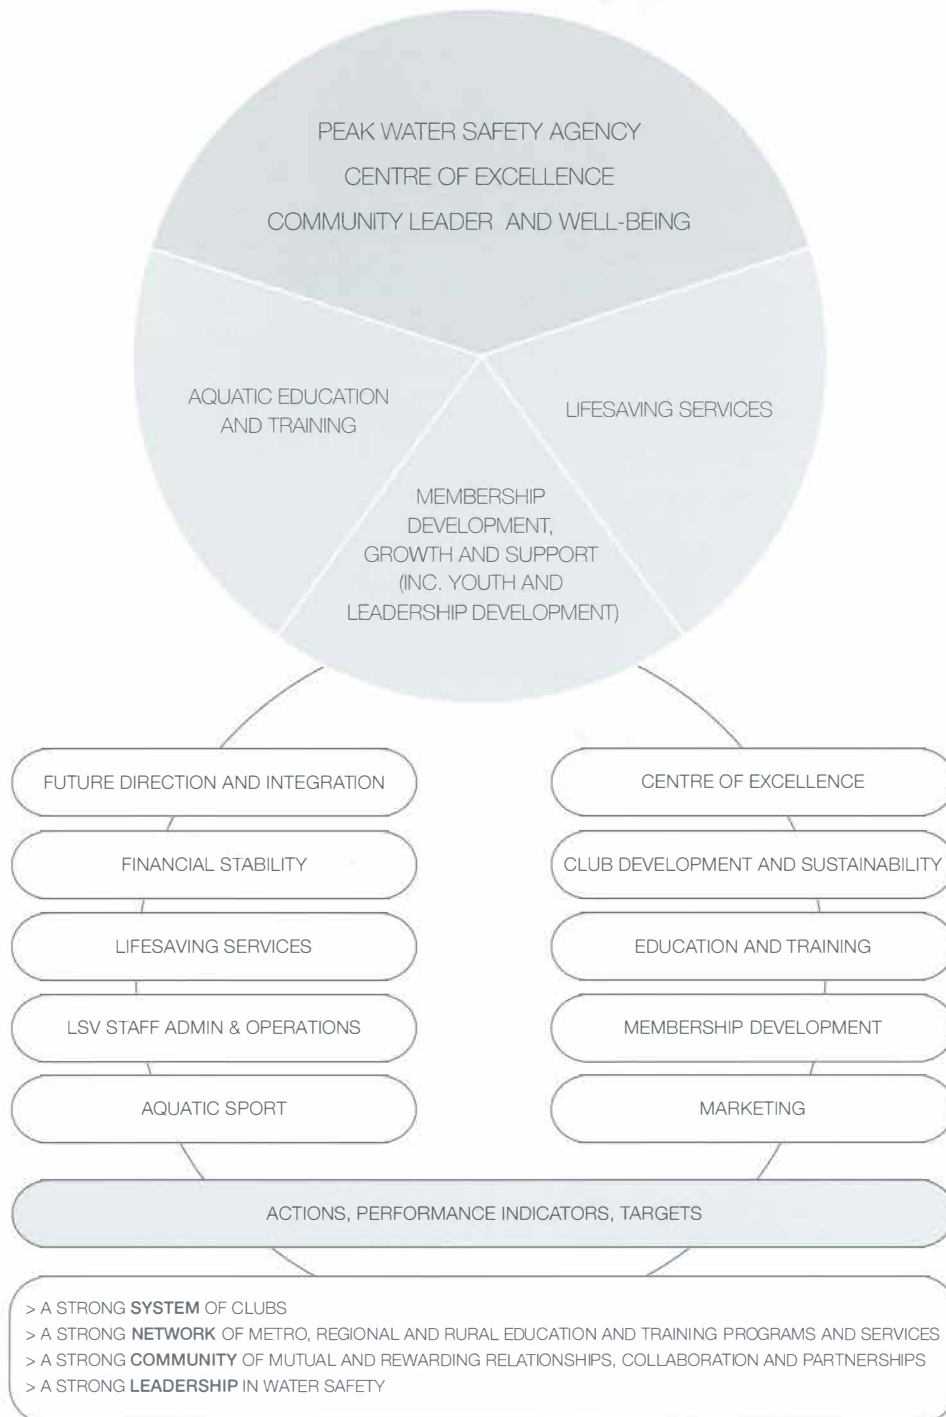 PEAK WATER SAFETY AGENCY
CENTRE OF EXCELLENCE
COMMUNITY LEADER AND WELL-BEING
AQUATIC EDUCATION
AND TRAINING
LIFESAVING SERVICES
MEMBERSHIP
DEVELOPMENT,
GROWTH AND SUPPORT
(INC. YOUTH AND
LEADERSHIP DEVELOPMENT)
FUTURE DIRECTION AND INTEGRATION
CENTRE OF EXCELLENCE
FINANCIAL STABILITY
CLUB DEVELOPMENT AND SUSTAINABILITY
LIFESAVING SERVICES
EDUCATION AND TRAINING
LSV STAFF ADMIN & OPERATIONS
MEMBERSHIP DEVELOPMENT
AQUATIC SPORT
MARKETING
ACTIONS, PERFORMANCE INDICATORS, TARGETS
> A STRONG SYSTEM OF CLUBS
> A STRONG NETWORK OF METRO, REGIONAL AND RURAL EDUCATION AND TRAINING PROGRAMS AND SERVICES
> A STRONG COMMUNITY OF MUTUAL AND REWARDING RELATIONSHIPS, COLLABORATION AND PARTNERSHIPS
> A STRONG LEADERSHIP IN WATER SAFETY